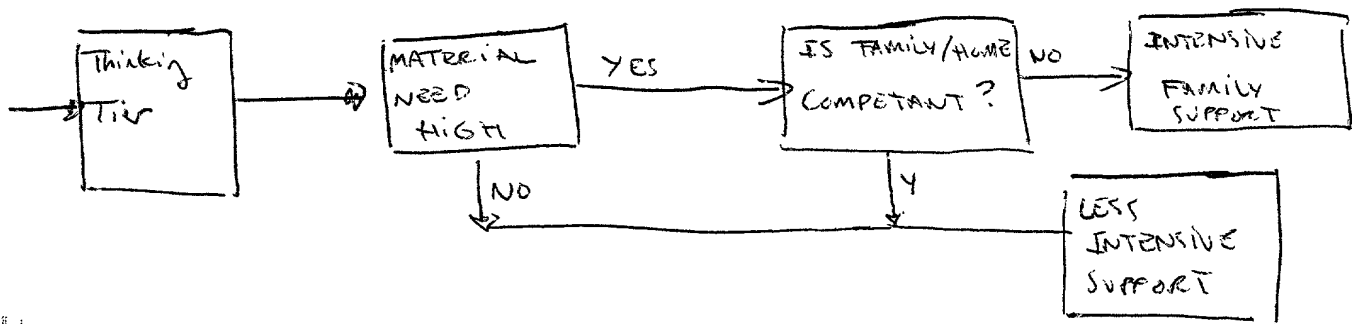 Thinking
Tier
MATERIAL
NEED
HIGH
YES
NO
IS FAMILY/HOME
COMPETANT?
NO
Y
INTENSIVE
FAMILY
SUPPORT
LESS
INTENSIVE
SUPPORT